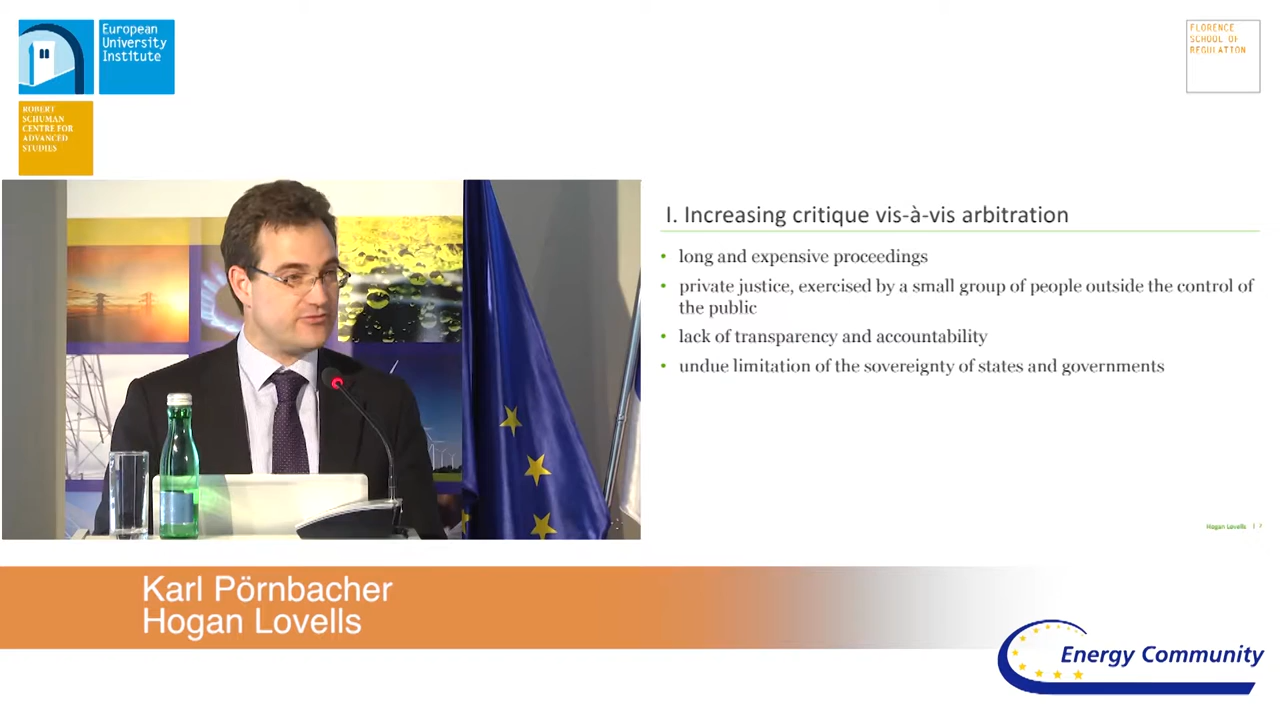 European
University
Institute
ROBERT
SCHUMAN
CENTRE FOR
ADVANCED
STUDIES
FLORENCE
SCHOOL OF
REGULATION
I. Increasing critique vis-à-vis arbitration
• long and expensive proceedings
• private justice, exercised by a small group of people outside the control of
the public
• lack of transparency and accountability
• undue limitation of the sovereignty of states and governments
Hogan Lovells | 7
Karl Pörnbacher
Hogan Lovells
Energy Community